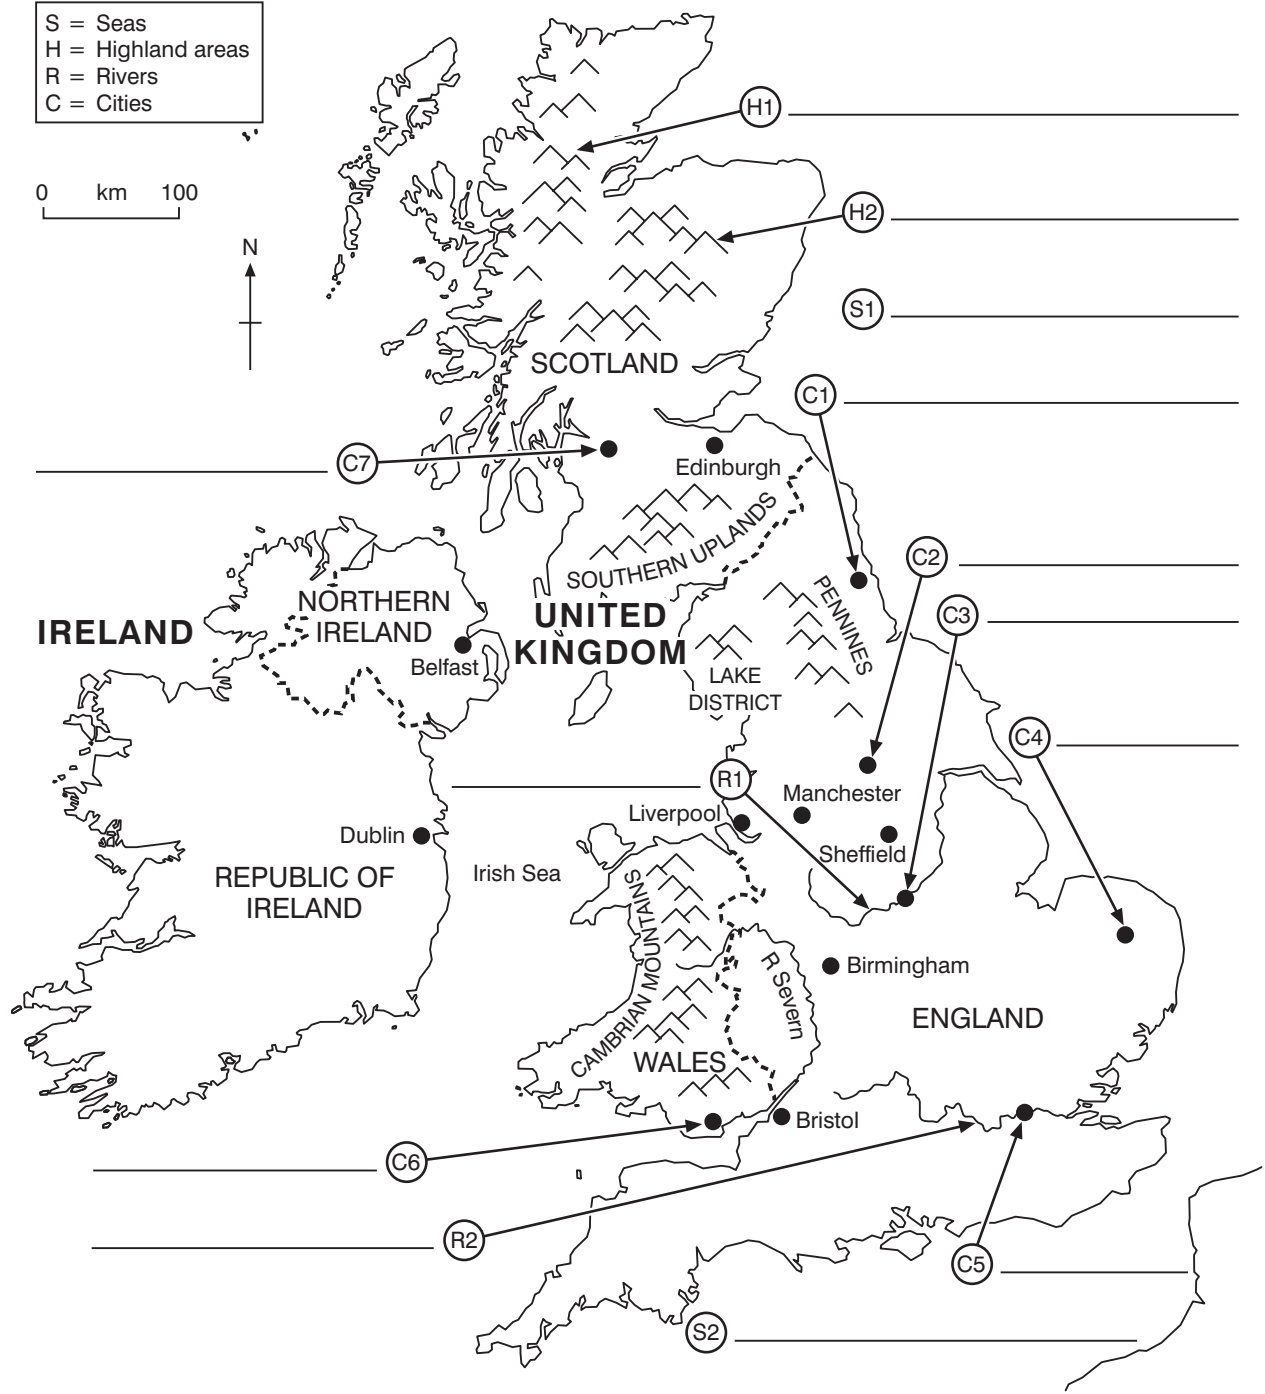 S = Seas
H = Highland areas
R = Rivers
C = Cities
0 km 100
N
H1
H2
S1
SCOTLAND
C1
C7
Edinburgh
SOUTHERN UPLANDS
C2
PENNINES
NORTHERN
IRELAND
IRELAND
UNITED
KINGDOM
C3
Belfast
LAKE
DISTRICT
C4
R1
Manchester
Liverpool
Dublin
Sheffield
Irish Sea
REPUBLIC OF
IRELAND
CAMBRIAN MOUNTAINS
R Severn
Birmingham
ENGLAND
WALES
Bristol
C6
R2
C5
S2